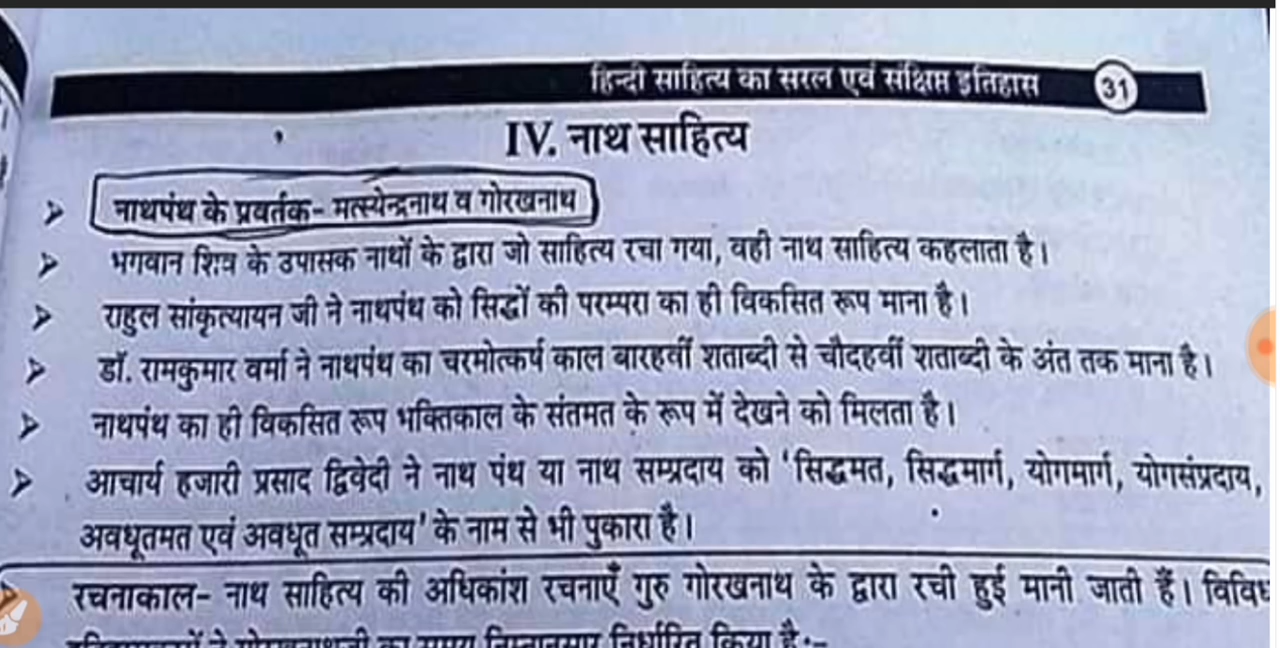 हिन्दी साहित्य का सरल एवं संक्षिप्त इतिहास 31
IV. नाथ साहित्य
➤ नाथपंथ के प्रवर्तक- मत्स्येन्द्रनाथ व गोरखनाथ
➤ भगवान शिव के उपासक नाथों के द्वारा जो साहित्य रचा गया, वही नाथ साहित्य कहलाता है।
➤ राहुल सांकृत्यायन जी ने नाथपंथ को सिद्धों की परम्परा का ही विकसित रूप माना है।
➤ डॉ. रामकुमार वर्मा ने नाथपंथ का चरमोत्कर्ष काल बारहवीं शताब्दी से चौदहवीं शताब्दी के अंत तक माना है।
➤ नाथपंथ का ही विकसित रूप भक्तिकाल के संतमत के रूप में देखने को मिलता है।
➤ आचार्य हजारी प्रसाद द्विवेदी ने नाथ पंथ या नाथ सम्प्रदाय को 'सिद्धमत, सिद्धमार्ग, योगमार्ग, योगसंप्रदाय,
अवधूतमत एवं अवधूत सम्प्रदाय' के नाम से भी पुकारा है।
रचनाकाल- नाथ साहित्य की अधिकांश रचनाएँ गुरु गोरखनाथ के द्वारा रची हुई मानी जाती हैं। विविध
ने गोरखनाथजी का समय निम्नानुसार निर्धारित किया है:-